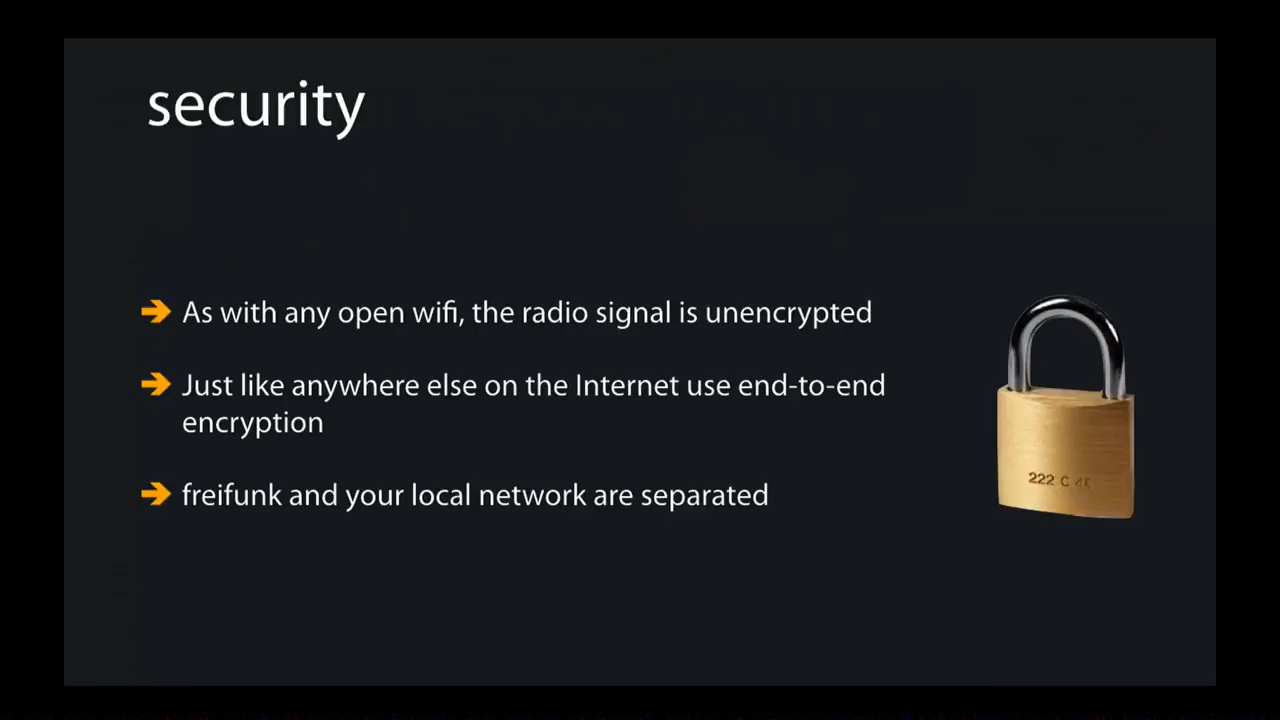 security
As with any open wifi, the radio signal is unencrypted
Just like anywhere else on the Internet use end-to-end
encryption
freifunk and your local network are separated
222 C